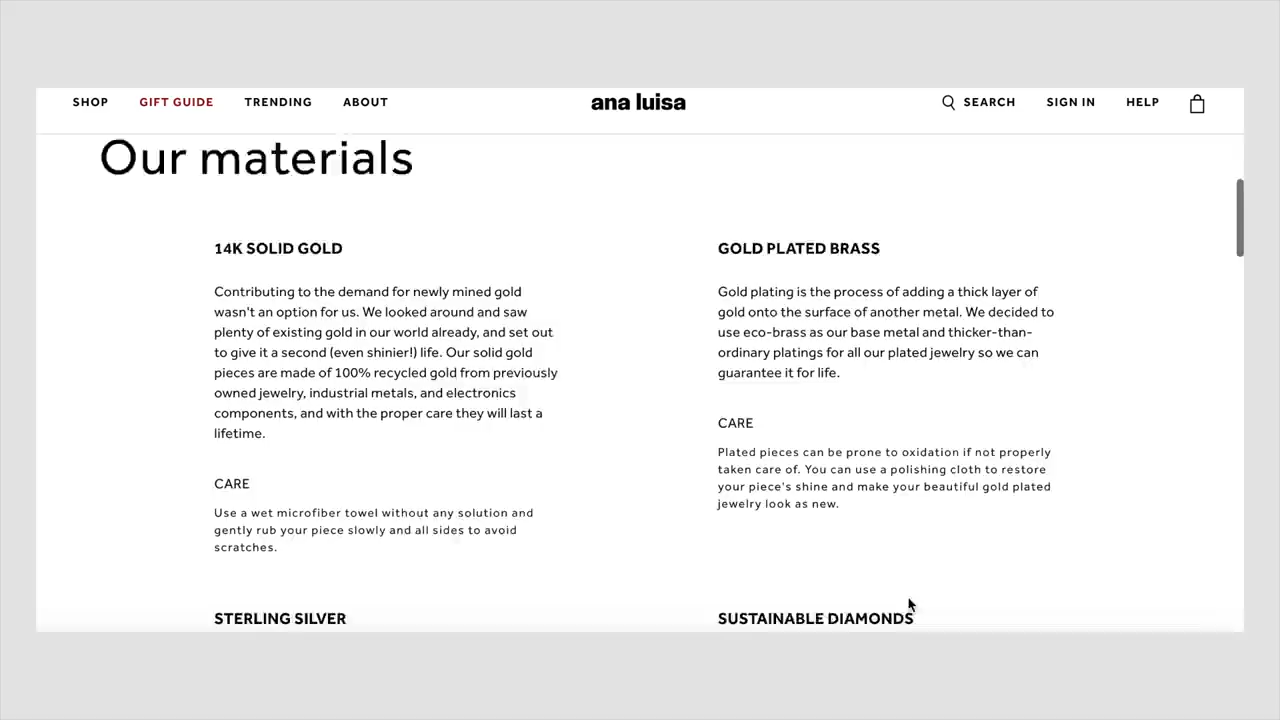 SHOP GIFT GUIDE TRENDING ABOUT ana luisa SEARCH SIGN IN HELP
Our materials
14K SOLID GOLD
Contributing to the demand for newly mined gold
wasn't an option for us. We looked around and saw
plenty of existing gold in our world already, and set out
to give it a second (even shinier!) life. Our solid gold
pieces are made of 100% recycled gold from previously
owned jewelry, industrial metals, and electronics
components, and with the proper care they will last a
lifetime.
CARE
Use a wet microfiber towel without any solution and
gently rub your piece slowly and all sides to avoid
scratches.
GOLD PLATED BRASS
Gold plating is the process of adding a thick layer of
gold onto the surface of another metal. We decided to
use eco-brass as our base metal and thicker-than-
ordinary platings for all our plated jewelry so we can
guarantee it for life.
CARE
Plated pieces can be prone to oxidation if not properly
taken care of. You can use a polishing cloth to restore
your piece's shine and make your beautiful gold plated
jewelry look as new.
STERLING SILVER
SUSTAINABLE DIAMONDS